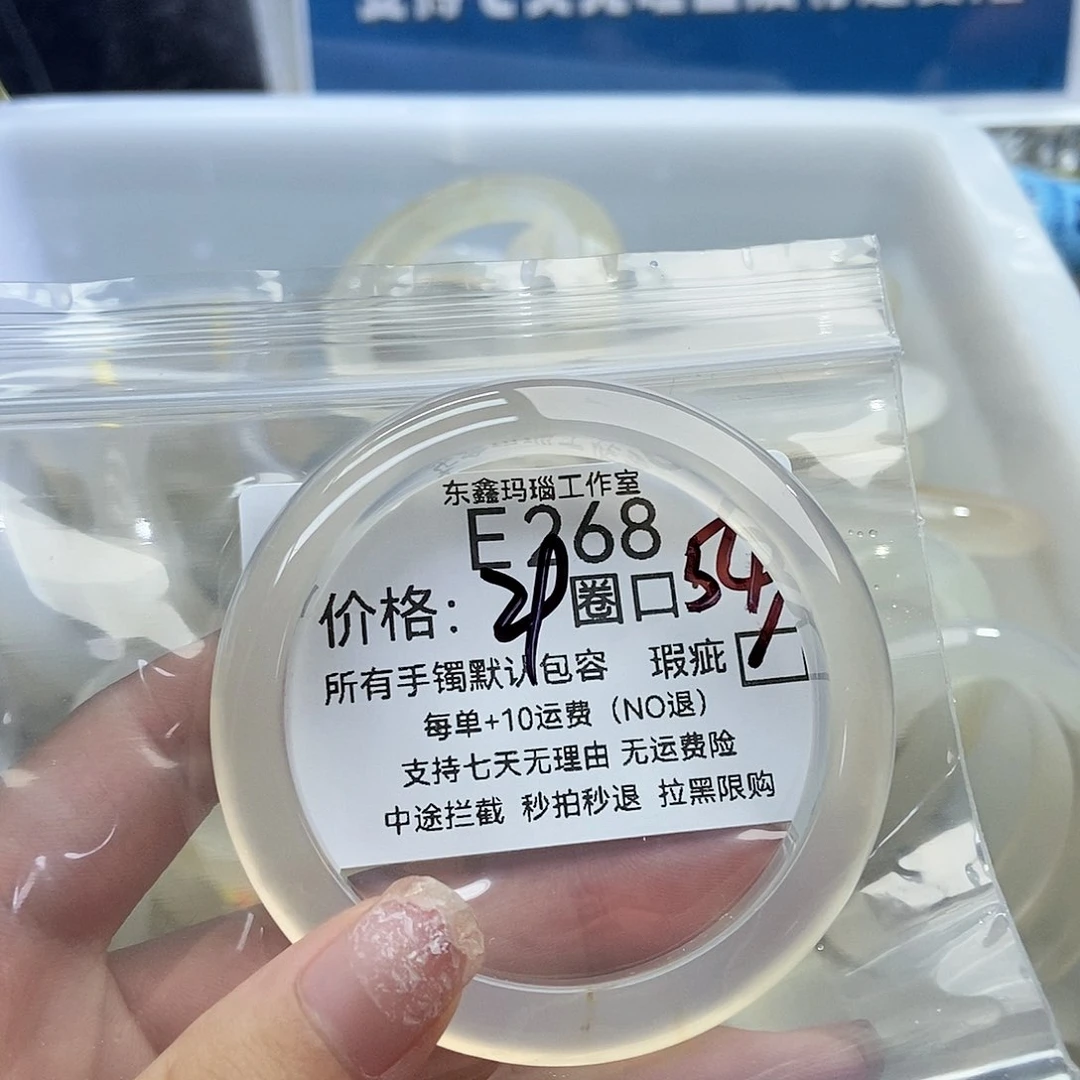 东鑫玛瑙工作室
E268
价格：29圈口54,
所有手镯默认包容 瑕疵
每单+10运费（NO退）
支持七天无理由 无运费险
中途拦截 秒拍秒退 拉黑限购